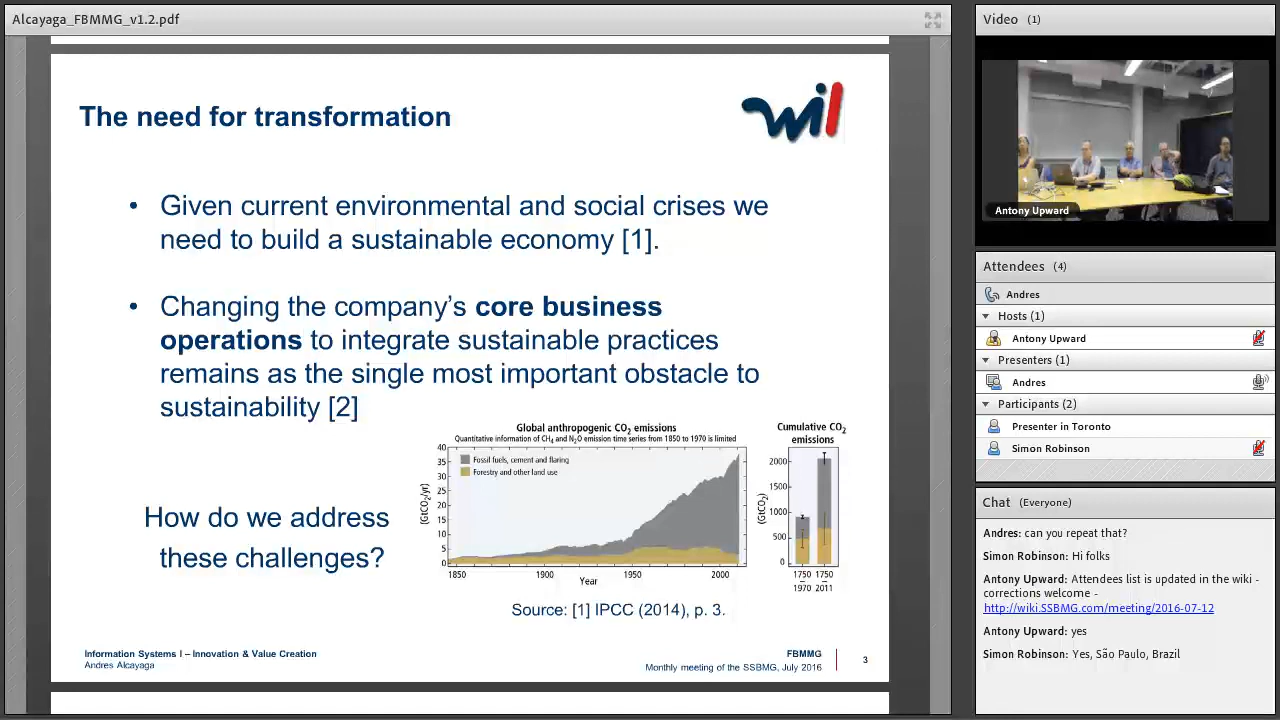 Alcayaga_FBMMG_v1.2.pdf
The need for transformation
wil
• Given current environmental and social crises we
need to build a sustainable economy [1].
• Changing the company’s core business
operations to integrate sustainable practices
remains as the single most important obstacle to
sustainability [2]
How do we address
these challenges?
Global anthropogenic CO2 emissions
Quantitative information of CH4 and N2O emission time series from 1850 to 1970 is limited
Fossil fuels, cement and flaring
Forestry and other land use
(GtCO2/yr)
40
35
30
25
20
15
10
5
0
1850 1900 1950 2000
Year
Cumulative CO2
emissions
(GtCO2)
2000
1500
1000
500
0
1750 1750
– –
1970 2011
Source: [1] IPCC (2014), p. 3.
Information Systems I – Innovation & Value Creation
Andres Alcayaga
FBMMG
Monthly meeting of the SSBMG, July 2016
3
Video (1)
Antony Upward
Attendees (4)
Andres
Hosts (1)
Antony Upward
Presenters (1)
Andres
Participants (2)
Presenter in Toronto
Simon Robinson
Chat (Everyone)
Andres: can you repeat that?
Simon Robinson: Hi folks
Antony Upward: Attendees list is updated in the wiki -
corrections welcome -
http://wiki.SSBMG.com/meeting/2016-07-12
Antony Upward: yes
Simon Robinson: Yes, São Paulo, Brazil